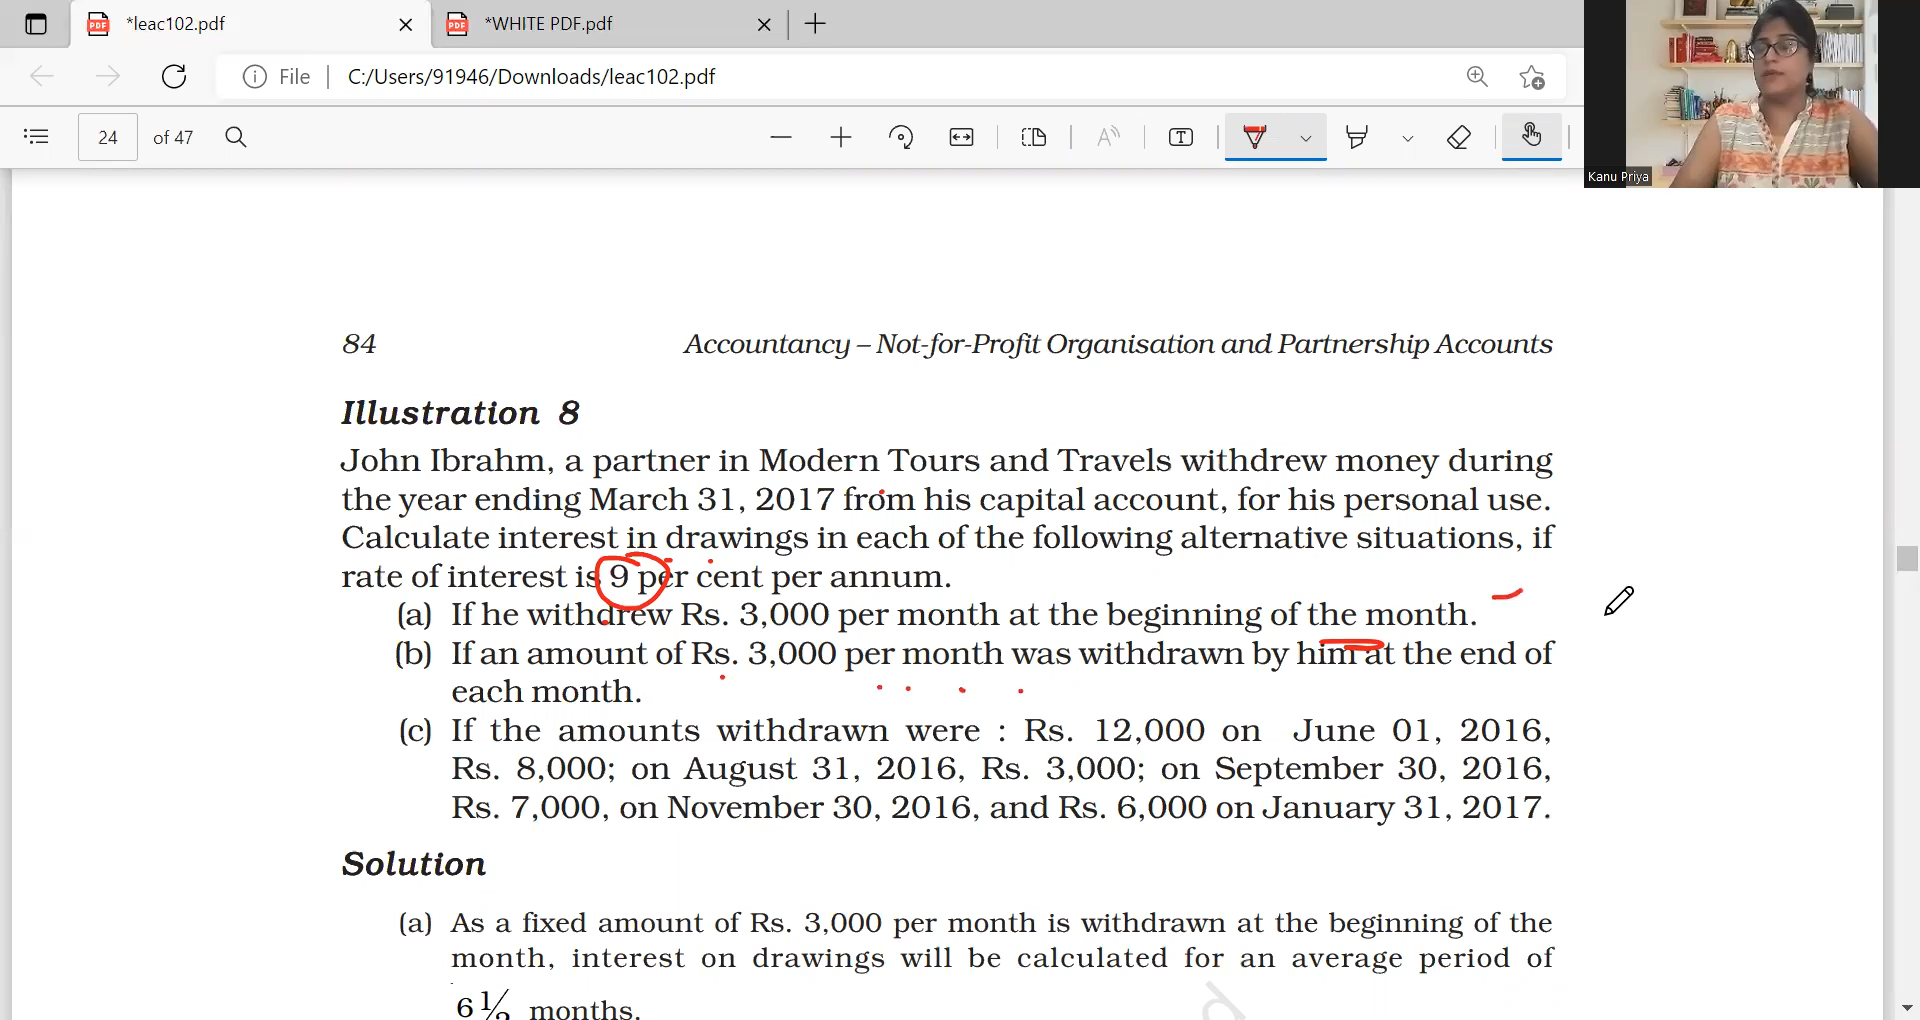 *leac102.pdf
*WHITE PDF.pdf
File
C:/Users/91946/Downloads/leac102.pdf
24 of 47
Kanu Priya
84 Accountancy – Not-for-Profit Organisation and Partnership Accounts
Illustration 8
John Ibrahm, a partner in Modern Tours and Travels withdrew money during
the year ending March 31, 2017 from his capital account, for his personal use.
Calculate interest in drawings in each of the following alternative situations, if
rate of interest is 9 per cent per annum.
(a) If he withdrew Rs. 3,000 per month at the beginning of the month.
(b) If an amount of Rs. 3,000 per month was withdrawn by him at the end of
each month.
(c) If the amounts withdrawn were : Rs. 12,000 on June 01, 2016,
Rs. 8,000; on August 31, 2016, Rs. 3,000; on September 30, 2016,
Rs. 7,000, on November 30, 2016, and Rs. 6,000 on January 31, 2017.
Solution
(a) As a fixed amount of Rs. 3,000 per month is withdrawn at the beginning of the
month, interest on drawings will be calculated for an average period of
6 1/2 months.